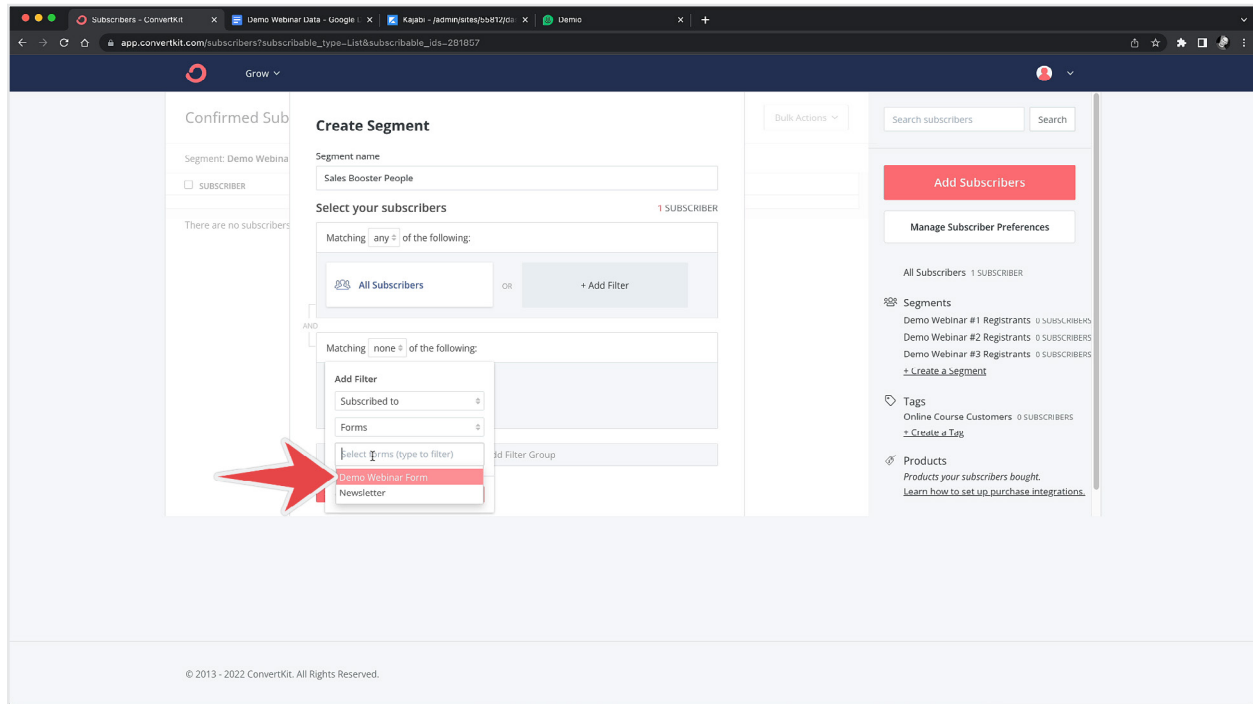 Subscribers - ConvertKit
Demo Webinar Data - Google D
Kajabi - /admin/sites/55812/da
Demio
app.convertkit.com/subscribers?subscribable_type=List&subscribable_ids=281857
Grow
Confirmed Sub
Bulk Actions
Segment: Demo Webina
SUBSCRIBER
There are no subscribers
Create Segment
Segment name
Sales Booster People
Select your subscribers
1 SUBSCRIBER
Matching any of the following:
All Subscribers
OR
+ Add Filter
AND
Matching none of the following:
Add Filter
Subscribed to
Forms
Select Forms (type to filter)
dd Filter Group
Demo Webinar Form
Newsletter
Search subscribers
Search
Add Subscribers
Manage Subscriber Preferences
All Subscribers 1 SUBSCRIBER
Segments
Demo Webinar #1 Registrants 0 SUBSCRIBERS
Demo Webinar #2 Registrants 0 SUBSCRIBERS
Demo Webinar #3 Registrants 0 SUBSCRIBERS
+ Create a Segment
Tags
Online Course Customers 0 SUBSCRIBERS
+ Create a Tag
Products
Products your subscribers bought.
Learn how to set up purchase integrations.
© 2013 - 2022 ConvertKit. All Rights Reserved.